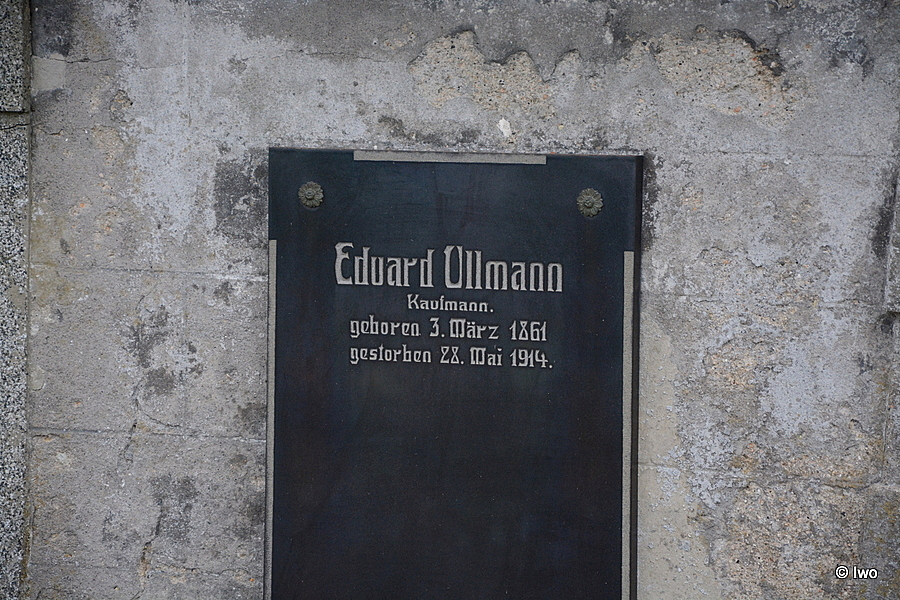 Eduard Ullmann
Kaufmann.
geboren 3. März 1861
gestorben 28. Mai 1914.
© Iwo